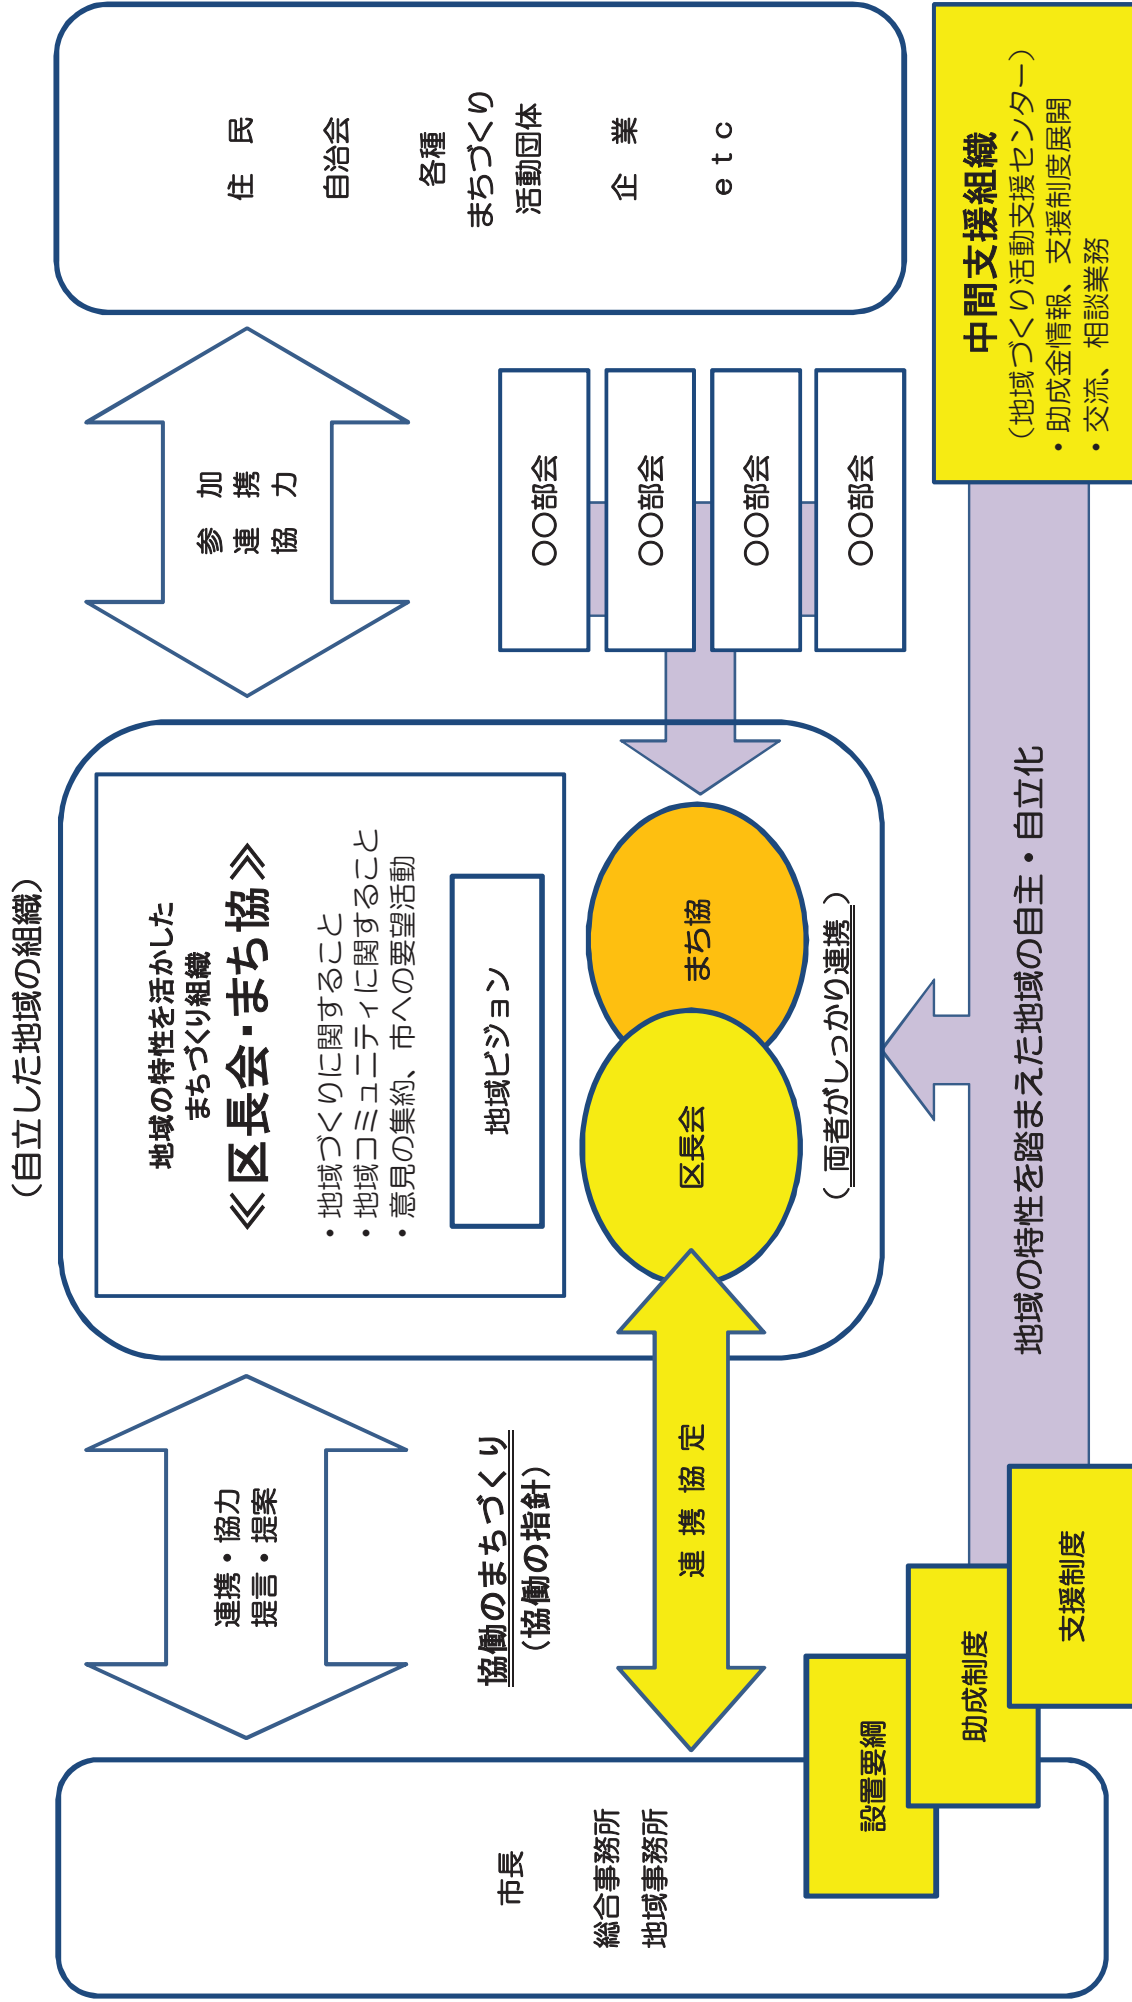 （自立した地域の組織）
市長
総合事務所
地域事務所
設置要綱
助成制度
支援制度
連携・協力
提言・提案
協働のまちづくり
（協働の指針）
連携協定
地域の特性を活かした
まちづくり組織
≪区長会・まち協≫
・地域づくりに関すること
・地域コミュニティに関すること
・意見の集約、市への要望活動
地域ビジョン
区長会
まち協
（両者がしっかり連携）
参加
連携
協力
〇〇部会
〇〇部会
〇〇部会
〇〇部会
住民
自治会
各種
まちづくり
活動団体
企業
ｅｔｃ
地域の特性を踏まえた地域の自主・自立化
中間支援組織
（地域づくり活動支援センター）
・助成金情報、支援制度展開
・交流、相談業務